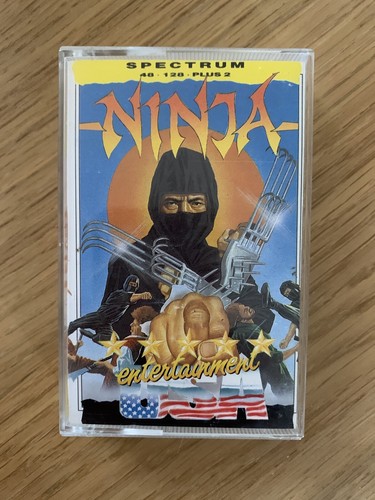 SPECTRUM
48 · 128 · PLUS 2
NINJA
entertainment
USA